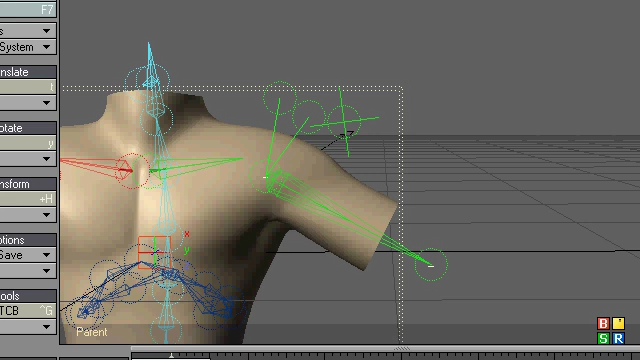 F7
s
System
nslate
t
otate
y
nsform
+H
ptions
Save
ools
TCB ^G
x
y
Parent
B
S R